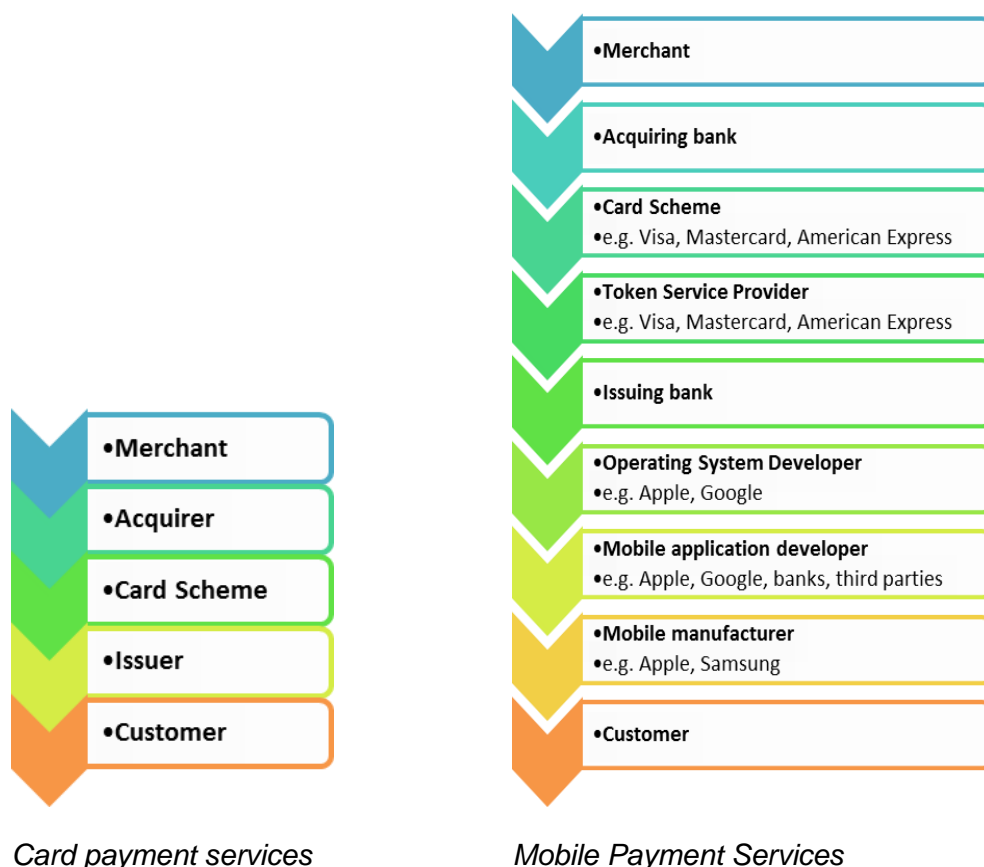 •Merchant
•Acquirer
•Card Scheme
•Issuer
•Customer
Card payment services
•Merchant
•Acquiring bank
•Card Scheme
•e.g. Visa, Mastercard, American Express
•Token Service Provider
•e.g. Visa, Mastercard, American Express
•Issuing bank
•Operating System Developer
•e.g. Apple, Google
•Mobile application developer
•e.g. Apple, Google, banks, third parties
•Mobile manufacturer
•e.g. Apple, Samsung
•Customer
Mobile Payment Services